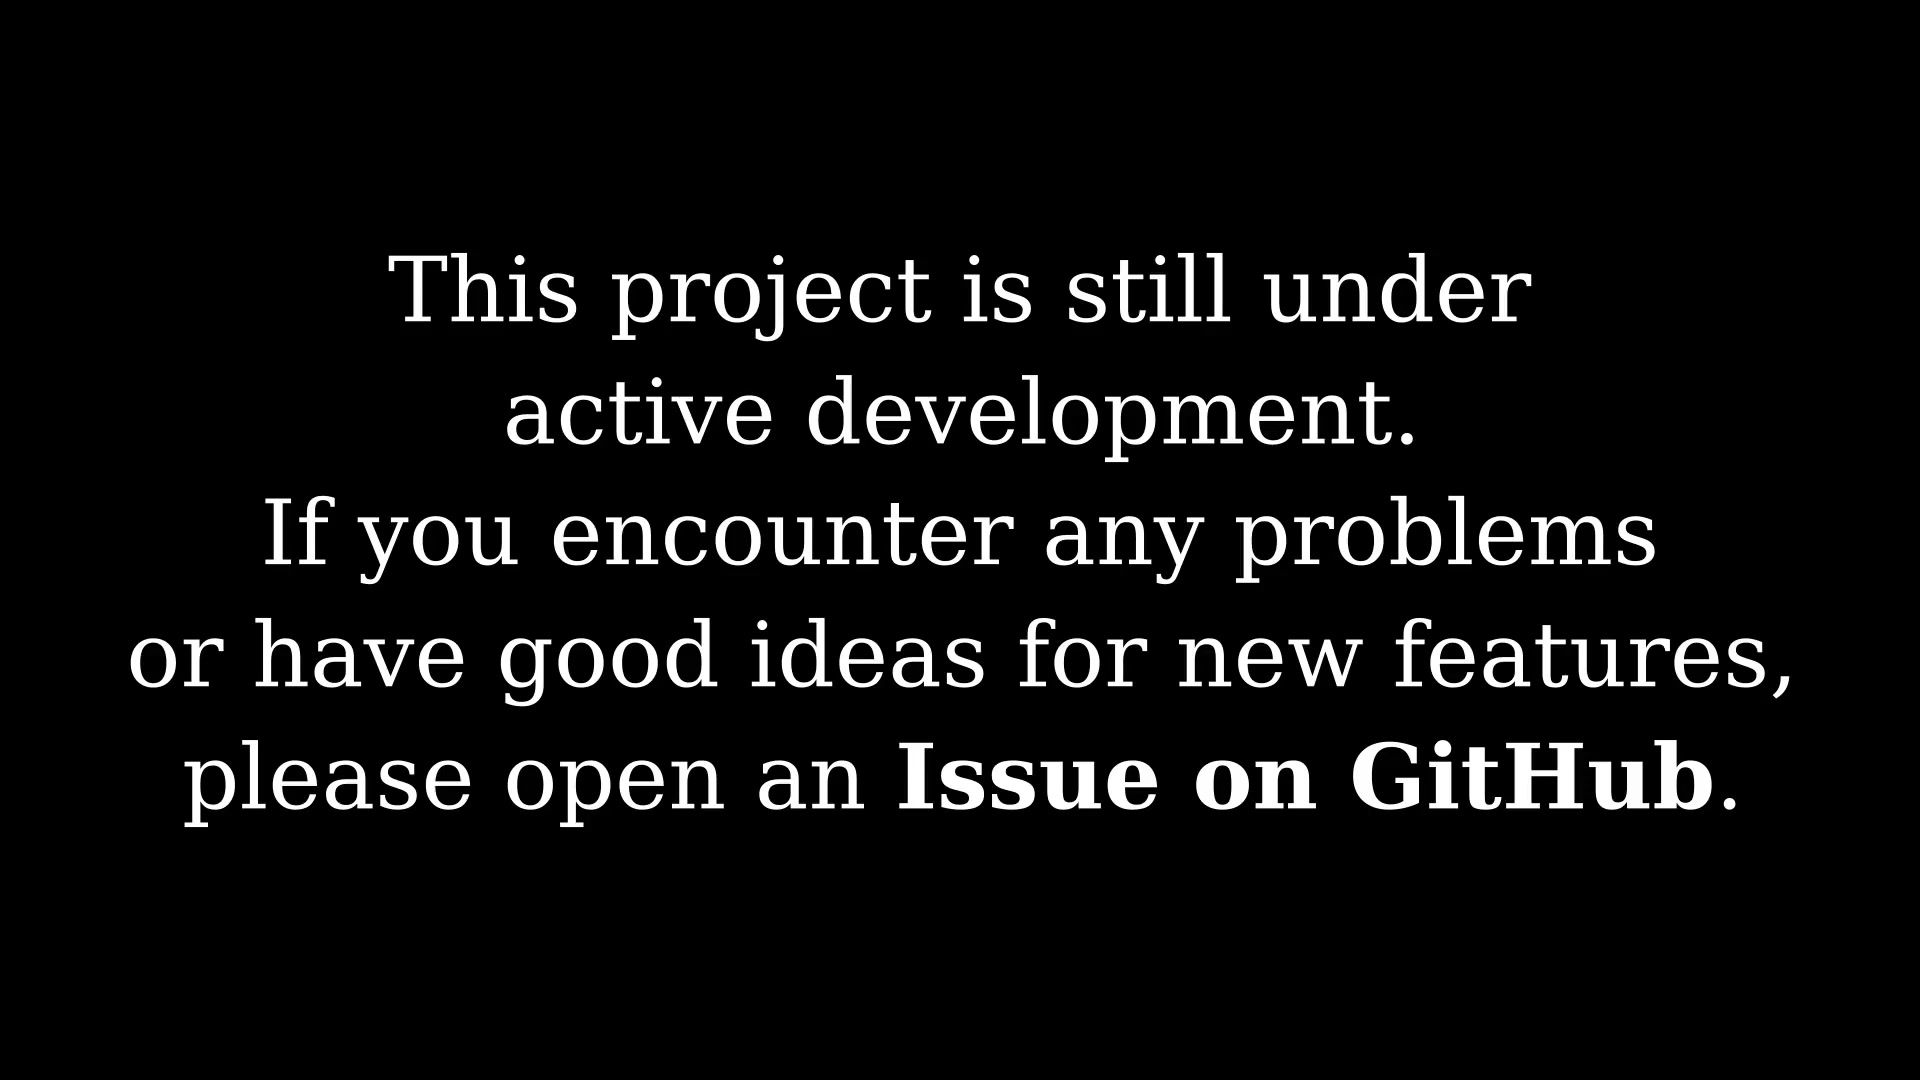 This project is still under
active development.
If you encounter any problems
or have good ideas for new features,
please open an Issue on GitHub.